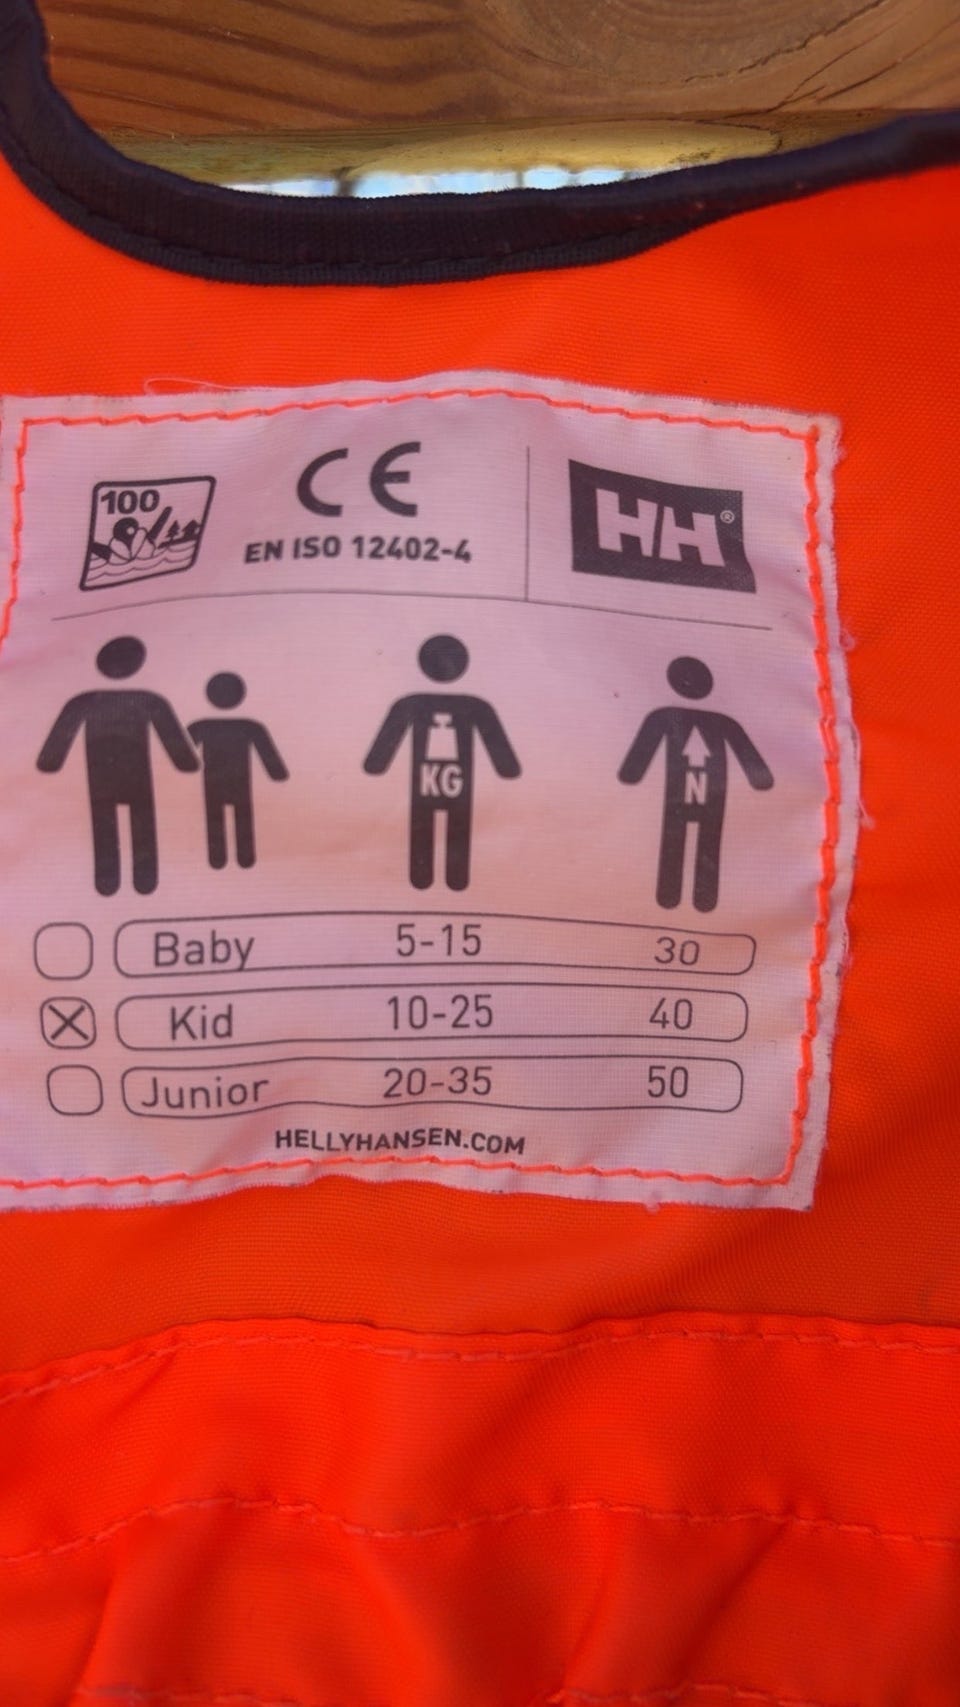 100
CE
EN ISO 12402-4
HH®
KG
N
Baby 5-15 30
Kid 10-25 40
Junior 20-35 50
HELLYHANSEN.COM